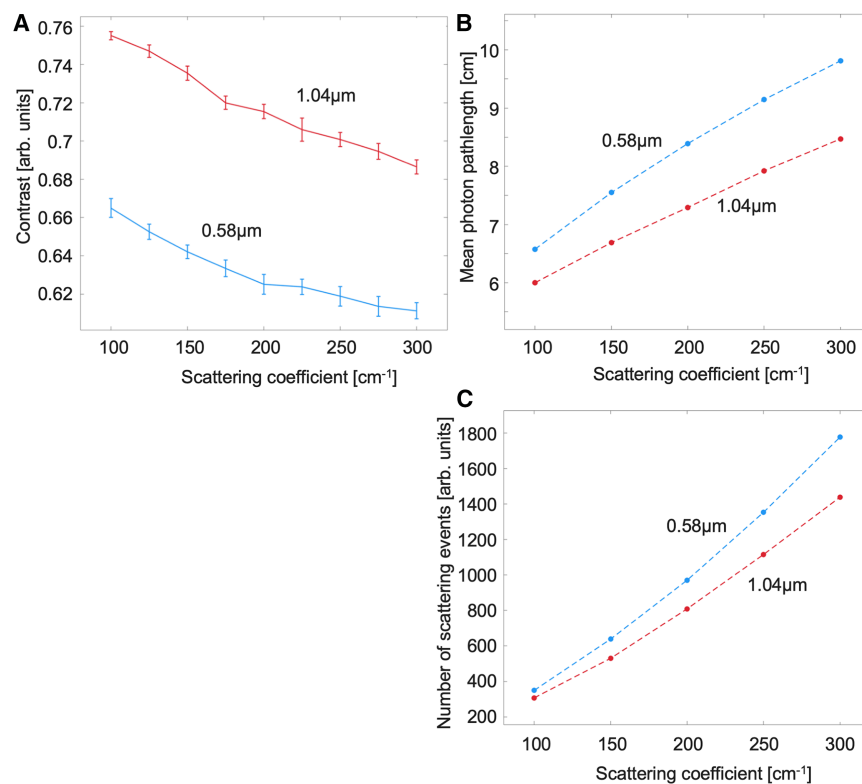 A
Contrast [arb. units]
0.76
0.74
0.72
0.7
0.68
0.66
0.64
0.62
1.04µm
0.58µm
100 150 200 250 300
Scattering coefficient [cm-1]
B
Mean photon pathlength [cm]
10
9
8
7
6
0.58µm
1.04µm
100 150 200 250 300
Scattering coefficient [cm-1]
C
Number of scattering events [arb. units]
1800
1600
1400
1200
1000
800
600
400
200
0.58µm
1.04µm
100 150 200 250 300
Scattering coefficient [cm-1]